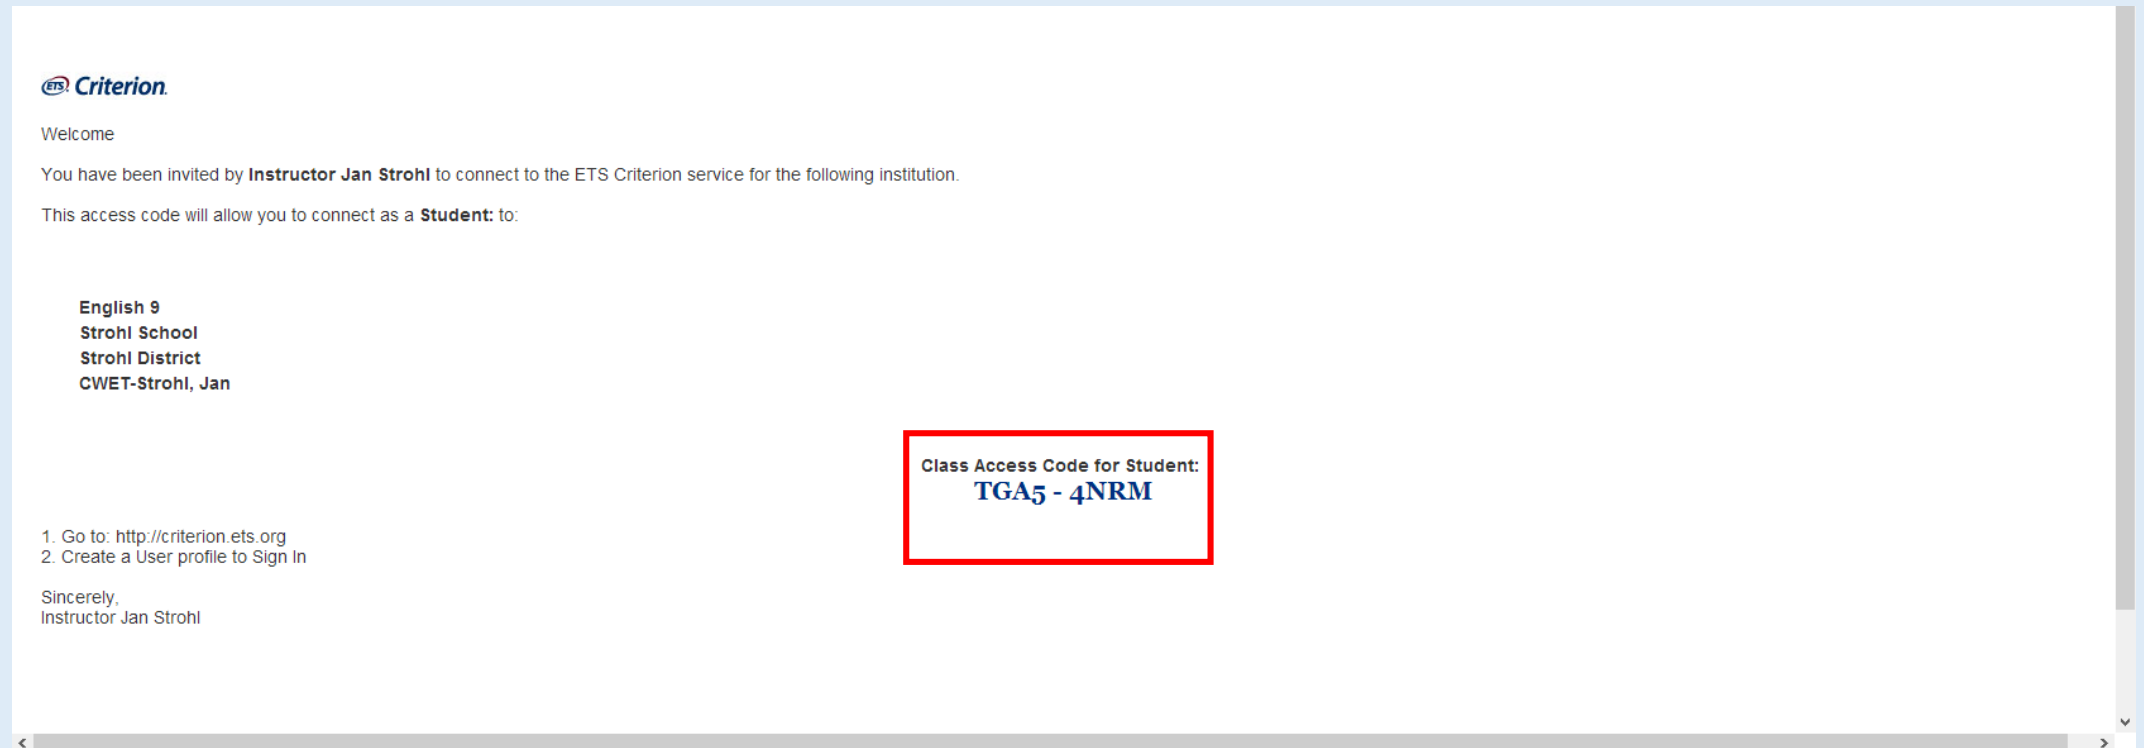 ETS Criterion.
Welcome
You have been invited by Instructor Jan Strohl to connect to the ETS Criterion service for the following institution.
This access code will allow you to connect as a Student: to:
English 9
Strohl School
Strohl District
CWET-Strohl, Jan
Class Access Code for Student:
TGA5 - 4NRM
1. Go to: http://criterion.ets.org
2. Create a User profile to Sign In
Sincerely,
Instructor Jan Strohl